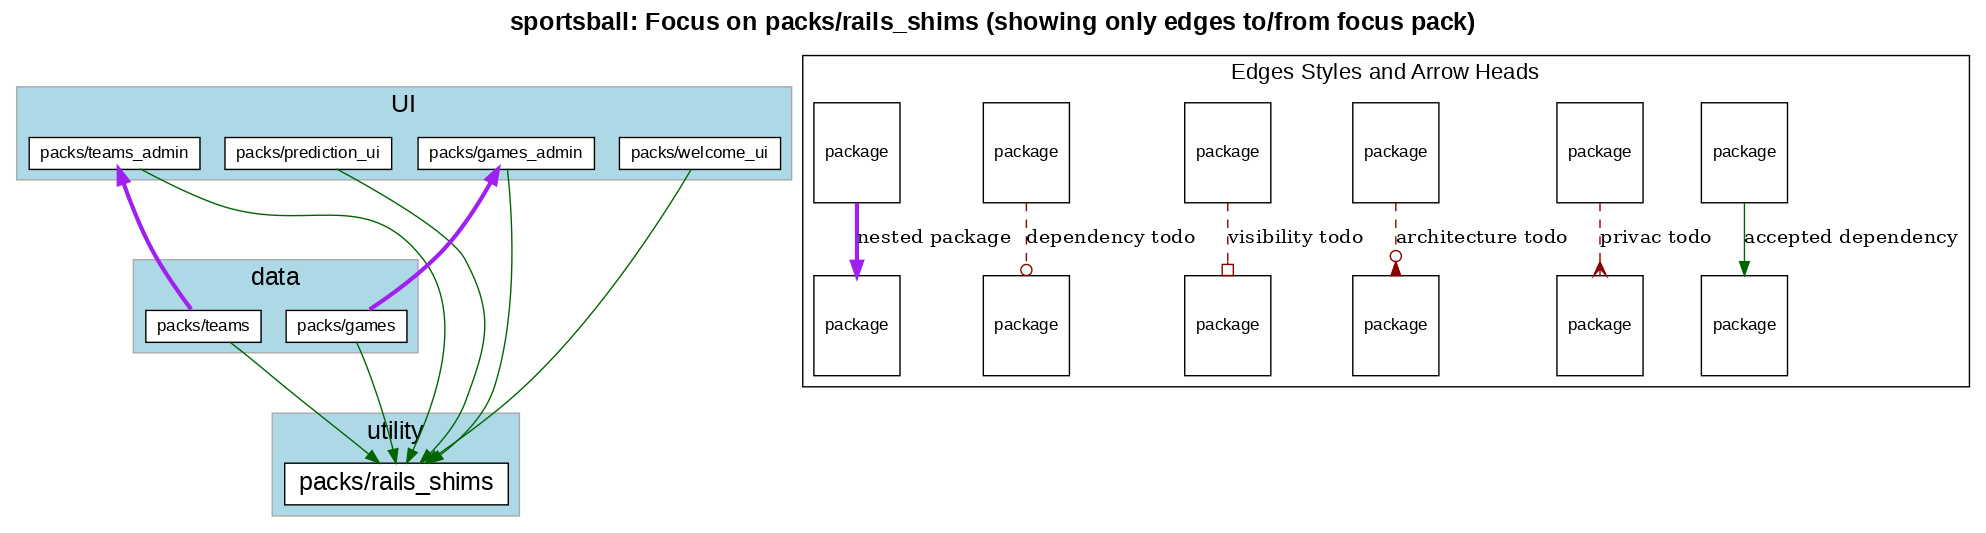 sportsball: Focus on packs/rails_shims (showing only edges to/from focus pack)
UI
packs/teams_admin
packs/prediction_ui
packs/games_admin
packs/welcome_ui
data
packs/teams
packs/games
utility
packs/rails_shims
Edges Styles and Arrow Heads
package
package
package
package
package
package
nested package
dependency todo
visibility todo
architecture todo
privac todo
accepted dependency
package
package
package
package
package
package